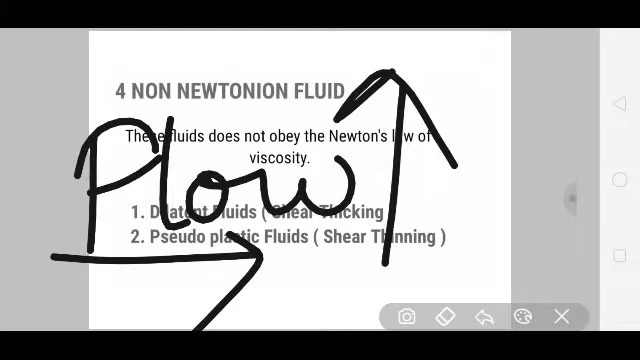 4 NON NEWTONION FLUID
These fluids does not obey the Newton's law of
viscosity.
Plow
1. Dilatent Fluids ( Shear Thicking
2. Pseudo plastic Fluids ( Shear Thinning )